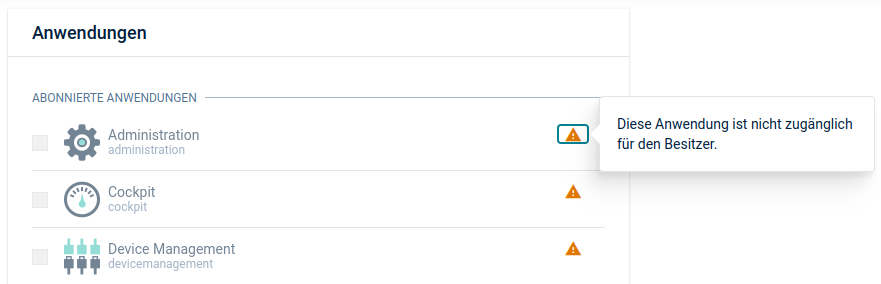 Anwendungen
ABONNIERTE ANWENDUNGEN
Administration
administration
Diese Anwendung ist nicht zugänglich
für den Besitzer.
Cockpit
cockpit
Device Management
devicemanagement